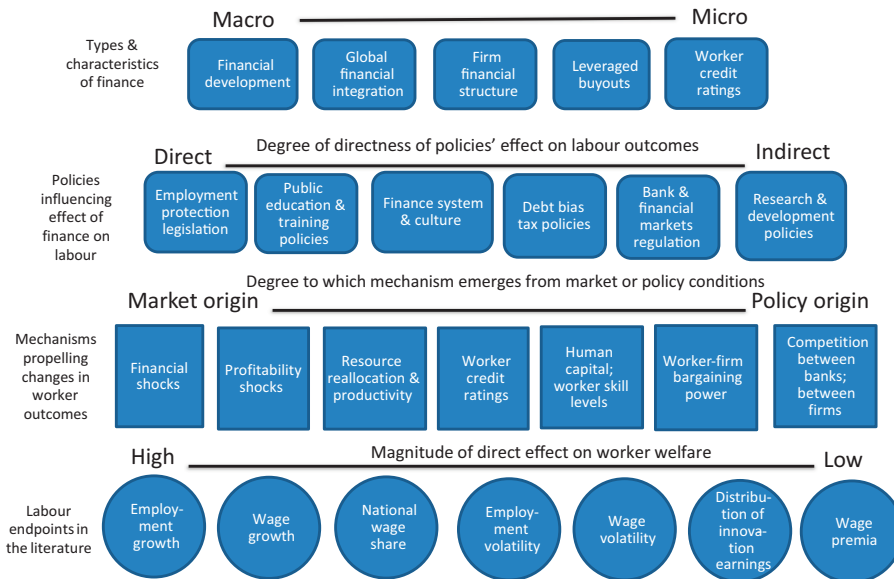 Macro
Micro
Types &
characteristics
of finance
Financial
development
Global
financial
integration
Firm
financial
structure
Leveraged
buyouts
Worker
credit
ratings
Degree of directness of policies' effect on labour outcomes
Direct
Indirect
Policies
influencing
effect of
finance on
labour
Employment
protection
legislation
Public
education &
training
policies
Finance system
& culture
Debt bias
tax policies
Bank &
financial
markets
regulation
Research &
development
policies
Degree to which mechanism emerges from market or policy conditions
Market origin
Policy origin
Mechanisms
propelling
changes in
worker
outcomes
Financial
shocks
Profitability
shocks
Resource
reallocation &
productivity
Worker
credit
ratings
Human
capital;
worker skill
levels
Worker-firm
bargaining
power
Competition
between
banks;
between
firms
Magnitude of direct effect on worker welfare
High
Low
Labour
endpoints in
the literature
Employ-
ment
growth
Wage
growth
National
wage
share
Employ-
ment
volatility
Wage
volatility
Distribu-
tion of
innov-
ation
earnings
Wage
premia